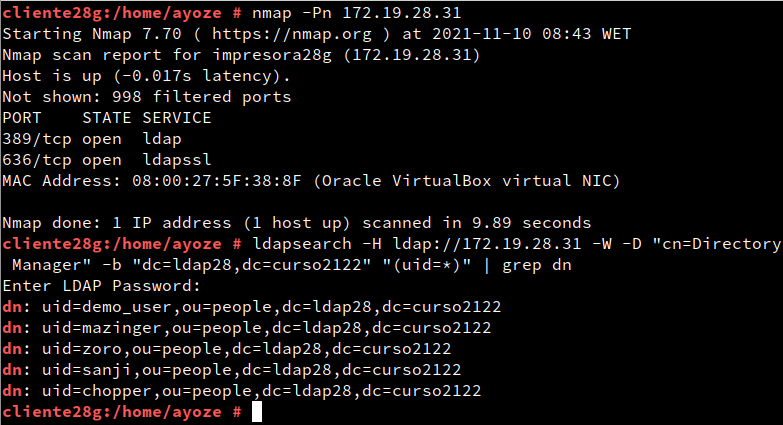 cliente28g:/home/ayoze # nmap -Pn 172.19.28.31
Starting Nmap 7.70 ( https://nmap.org ) at 2021-11-10 08:43 WET
Nmap scan report for impresora28g (172.19.28.31)
Host is up (-0.017s latency).
Not shown: 998 filtered ports
PORT    STATE SERVICE
389/tcp open  ldap
636/tcp open  ldapssl
MAC Address: 08:00:27:5F:38:8F (Oracle VirtualBox virtual NIC)
Nmap done: 1 IP address (1 host up) scanned in 9.89 seconds
cliente28g:/home/ayoze # ldapsearch -H ldap://172.19.28.31 -W -D "cn=Directory
 Manager" -b "dc=ldap28,dc=curso2122" "(uid=*)" | grep dn
Enter LDAP Password:
dn: uid=demo_user,ou=people,dc=ldap28,dc=curso2122
dn: uid=mazinger,ou=people,dc=ldap28,dc=curso2122
dn: uid=zoro,ou=people,dc=ldap28,dc=curso2122
dn: uid=sanji,ou=people,dc=ldap28,dc=curso2122
dn: uid=chopper,ou=people,dc=ldap28,dc=curso2122
cliente28g:/home/ayoze #